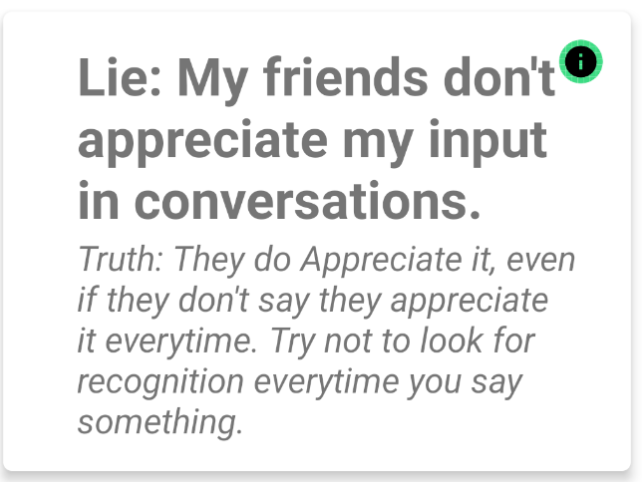 Lie: My friends don't
appreciate my input
in conversations.
Truth: They do Appreciate it, even
if they don't say they appreciate
it everytime. Try not to look for
recognition everytime you say
something.